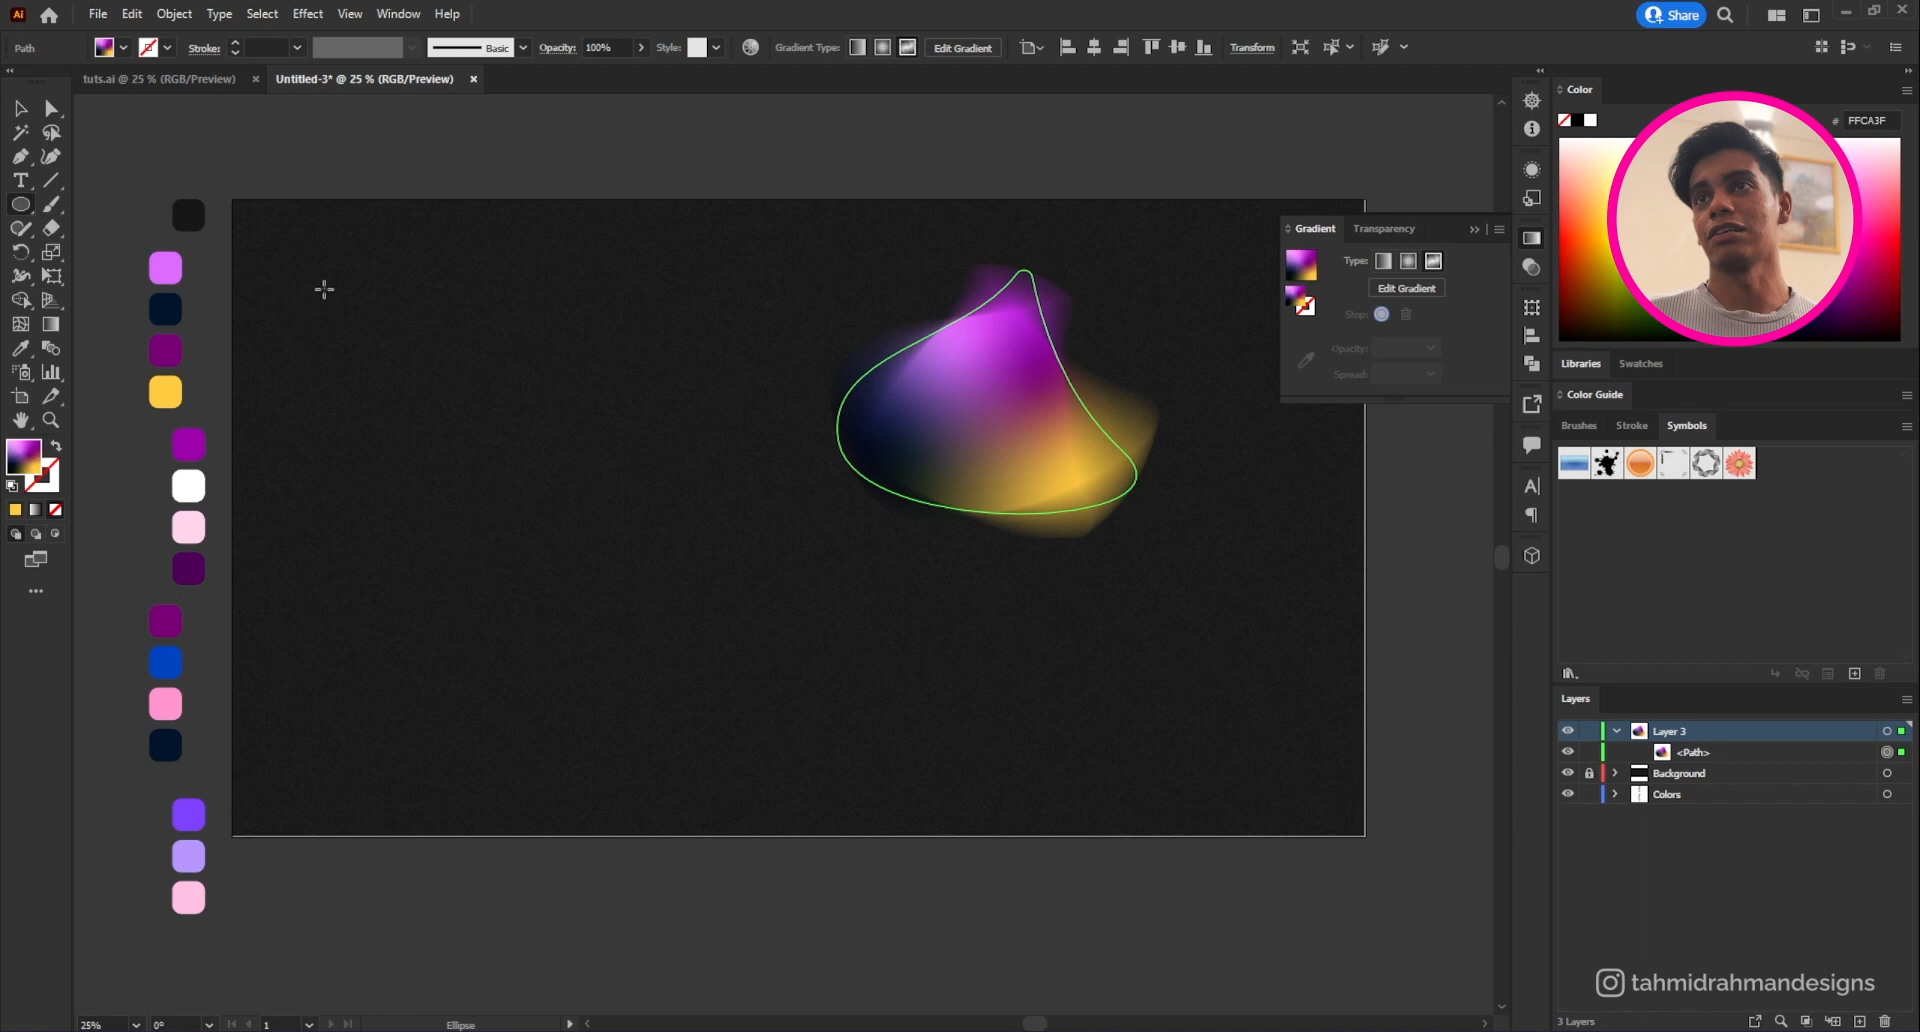 Ai File Edit Object Type Select Effect View Window Help Share
Path Stroke: Basic Opacity: 100% Style: Gradient Type: Edit Gradient Transform
tuts.ai @ 25 % (RGB/Preview) × Untitled-3* @ 25 % (RGB/Preview) ×
Color
# FFCA3F
Gradient Transparency
Type:
Edit Gradient
Stop:
Opacity:
Spread:
Libraries Swatches
Color Guide
Brushes Stroke Symbols
Layers
Layer 3
<Path>
Background
Colors
tahmidrahmandesigns
25% 0° 1 Ellipse 3 Layers